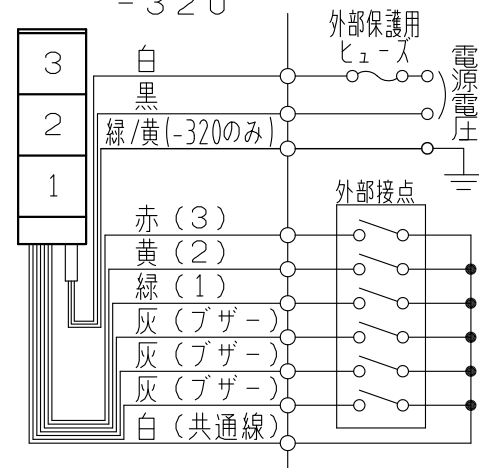 -320
外部保護用
ヒューズ
3
2
1
白
黒
緑/黄(-320のみ)
電源電圧
外部接点
赤(3)
黄(2)
緑(1)
灰(ブザー)
灰(ブザー)
灰(ブザー)
白(共通線)